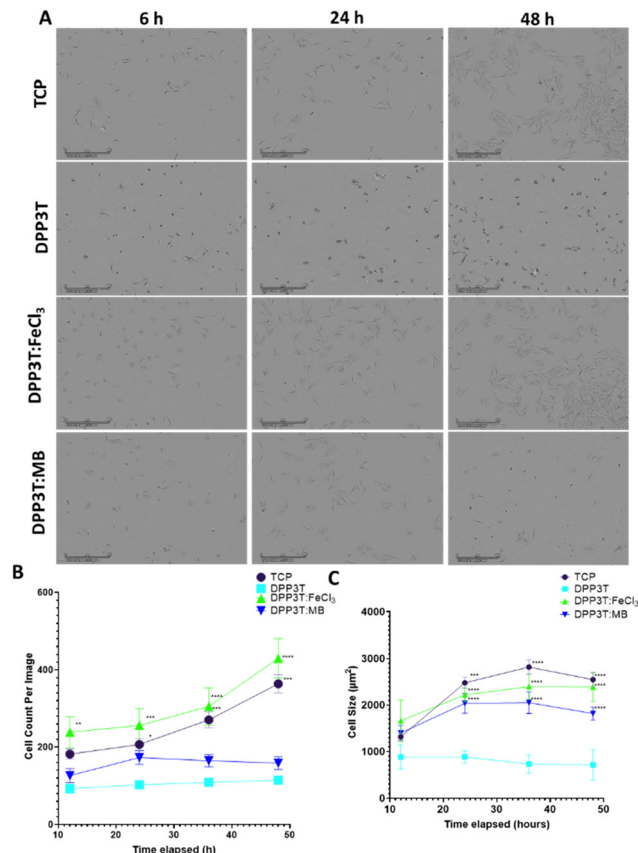 A 6 h 24 h 48 h
TCP
DPP3T
DPP3T:FeCl₃
DPP3T:MB
B
TCP
DPP3T
DPP3T:FeCl₃
DPP3T:MB
Cell Count Per Image
600
400
200
0
**
***
*
****
***
****
***
10 20 30 40 50
Time elapsed (h)
C
TCP
DPP3T
DPP3T:FeCl₃
DPP3T:MB
Cell Size (µm²)
4000
3000
2000
1000
0
***
****
****
****
****
****
****
****
****
10 20 30 40 50
Time elapsed (hours)